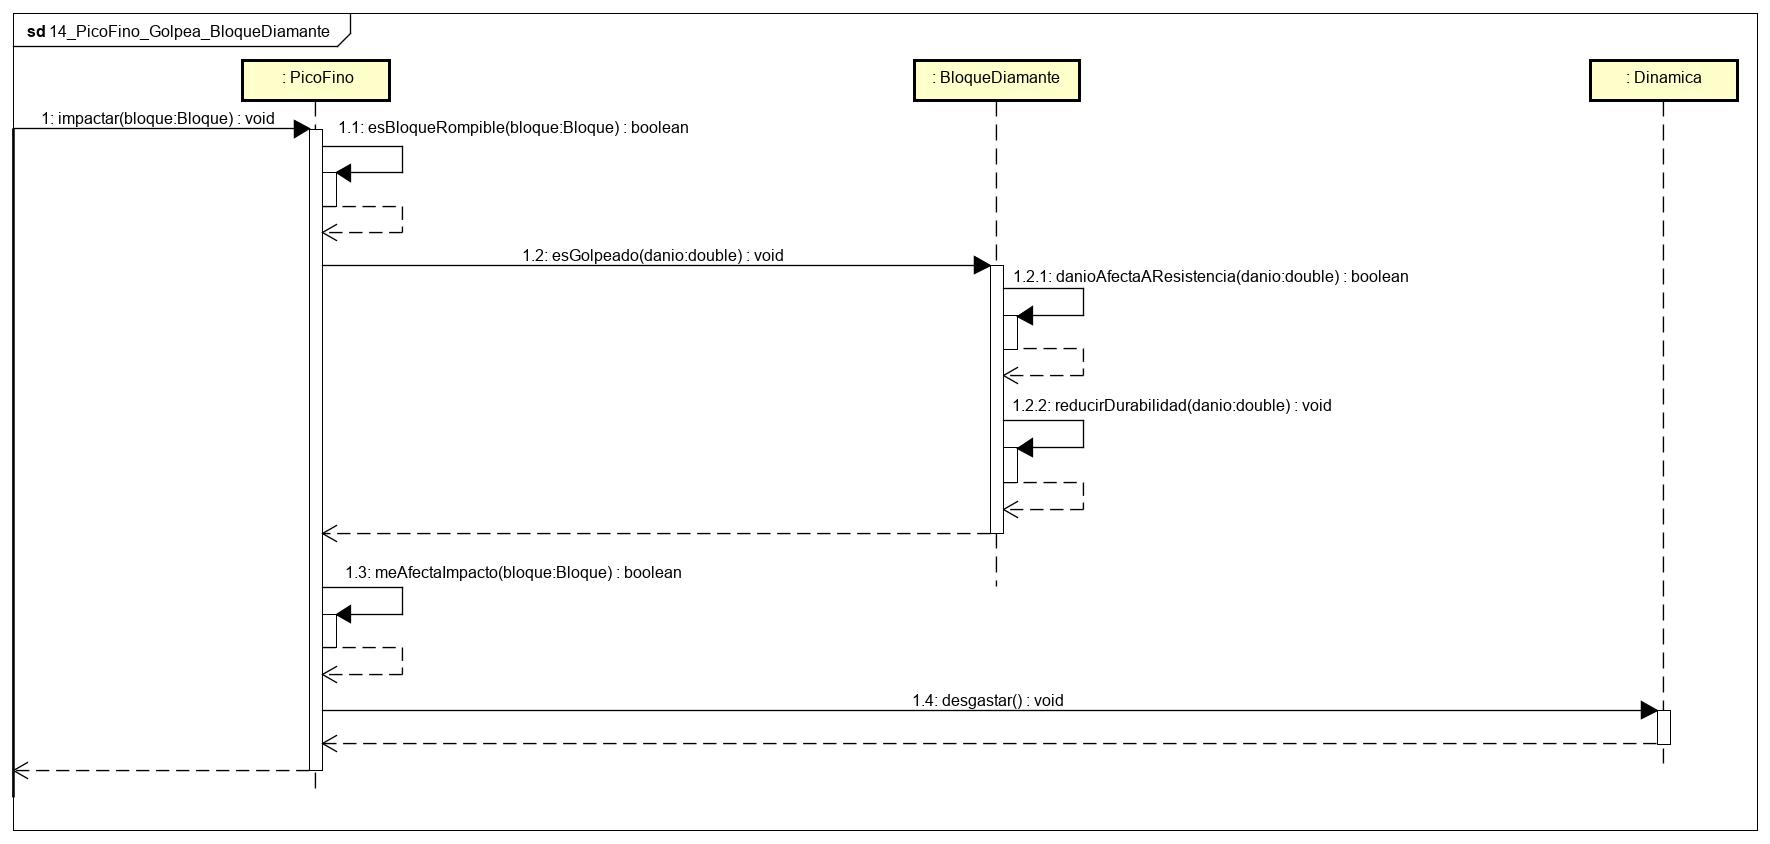 sd 14_PicoFino_Golpea_BloqueDiamante
: PicoFino
: BloqueDiamante
: Dinamica
1: impactar(bloque:Bloque) : void
1.1: esBloqueRompible(bloque:Bloque) : boolean
1.2: esGolpeado(danio:double) : void
1.2.1: danioAfectaAResistencia(danio:double) : boolean
1.2.2: reducirDurabilidad(danio:double) : void
1.3: meAfectaImpacto(bloque:Bloque) : boolean
1.4: desgastar() : void